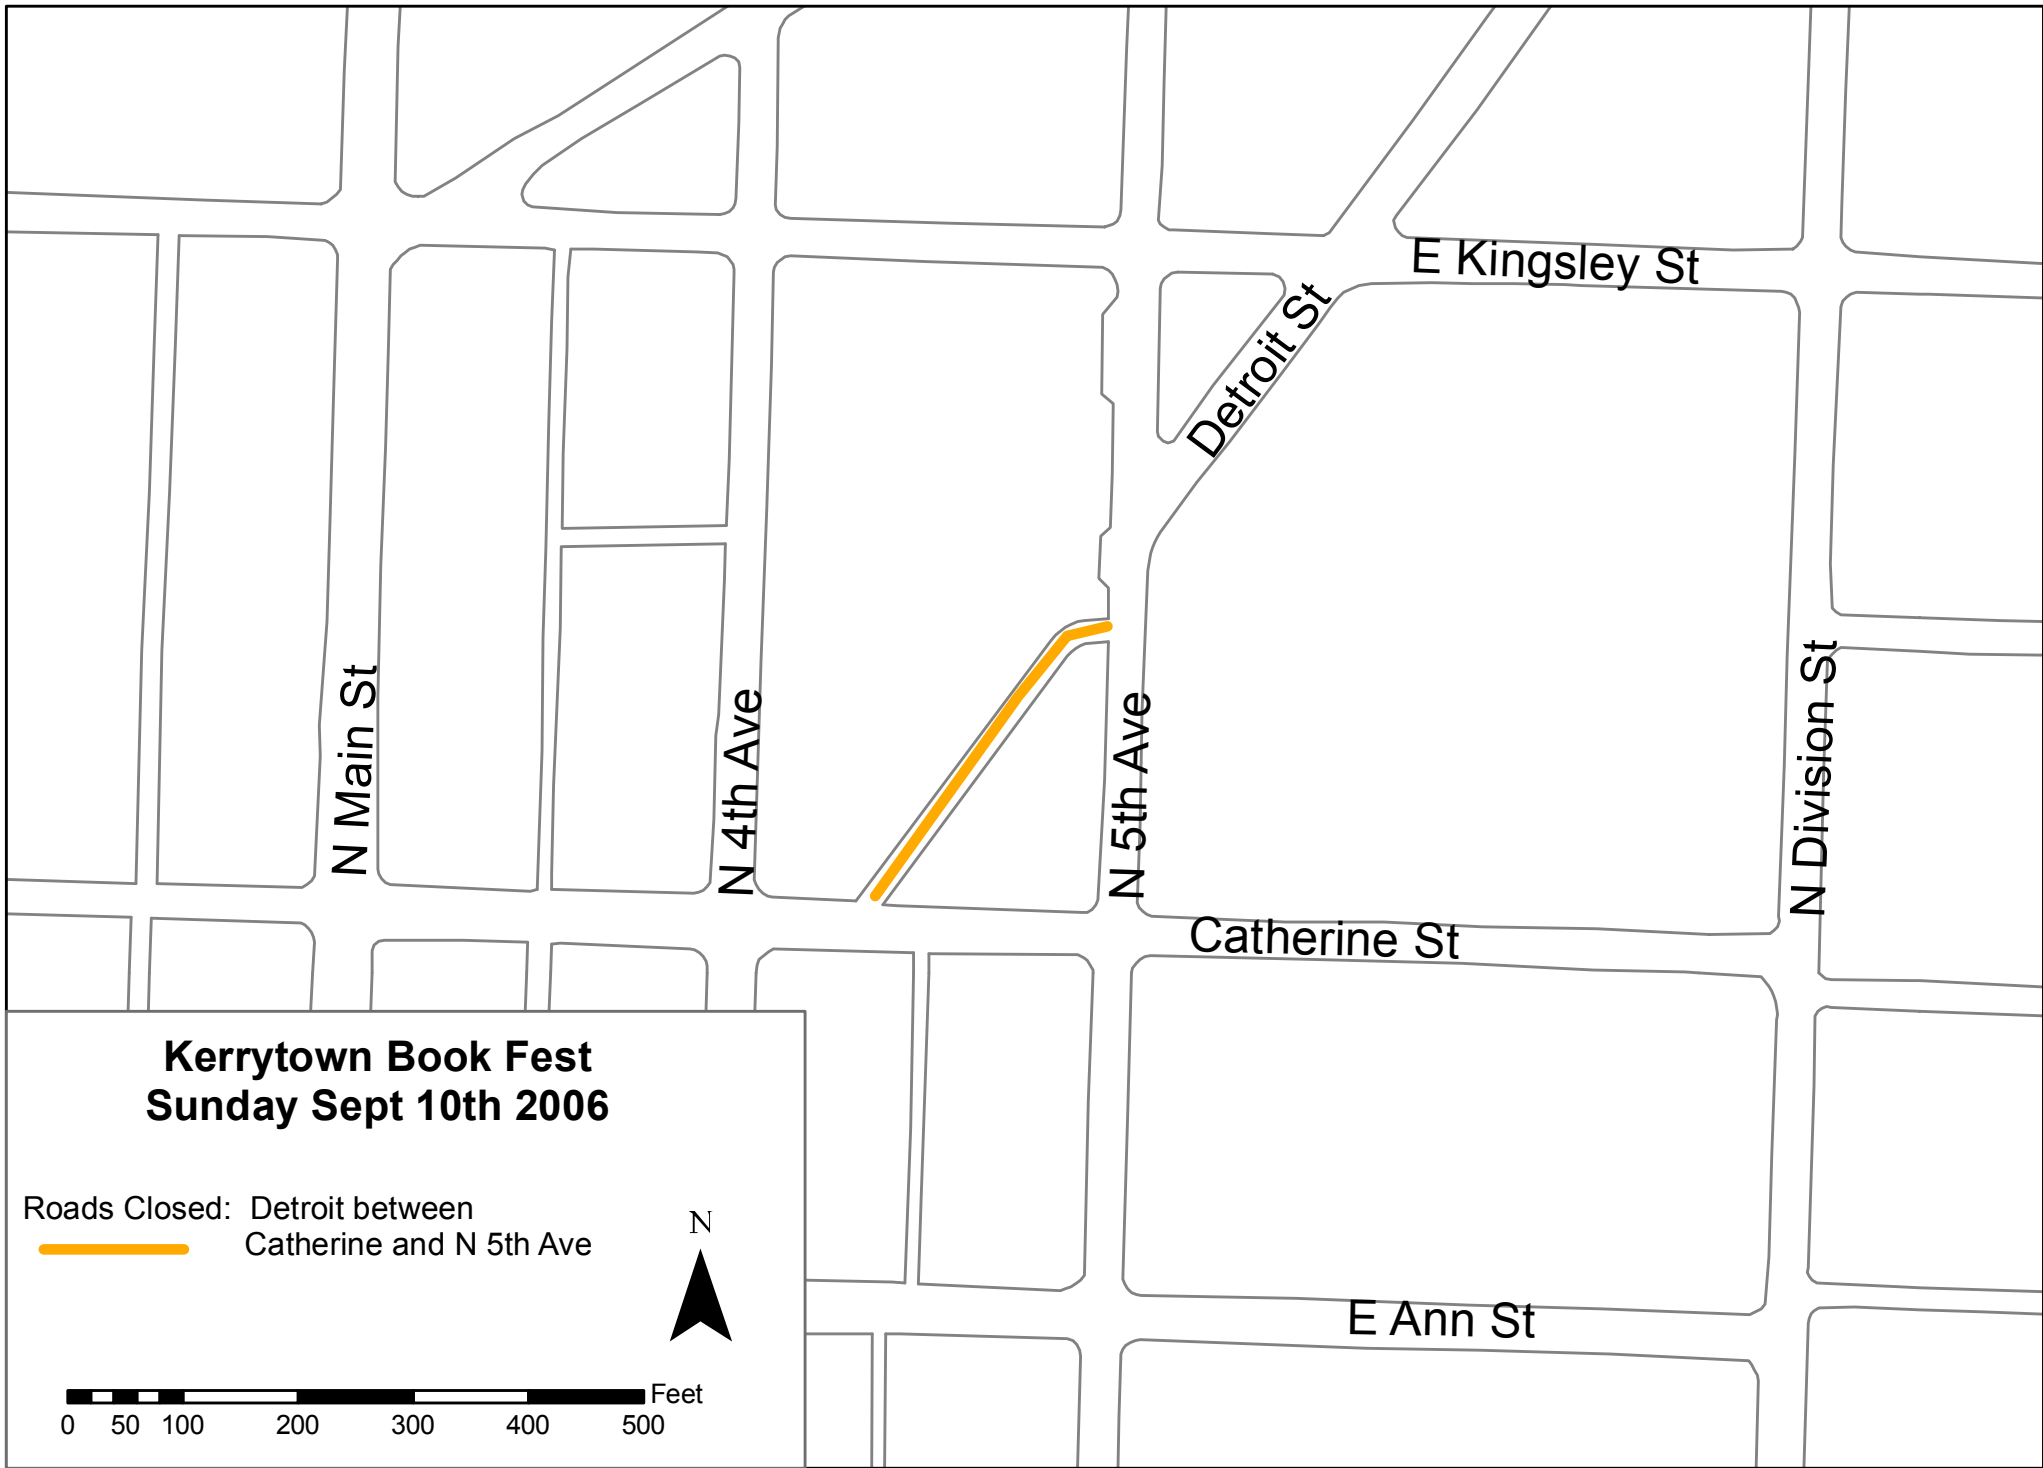 E Kingsley St
Detroit St
N Main St
N 4th Ave
N 5th Ave
N Division St
Catherine St
E Ann St
Kerrytown Book Fest
Sunday Sept 10th 2006
Roads Closed: Detroit between
Catherine and N 5th Ave
N
Feet
0 50 100 200 300 400 500